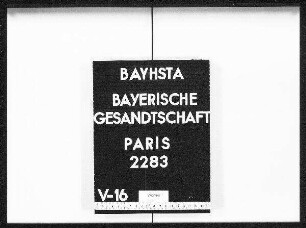 BAYHSTA
BAYERISCHE
GESANDTSCHAFT
PARIS
2283
V-16